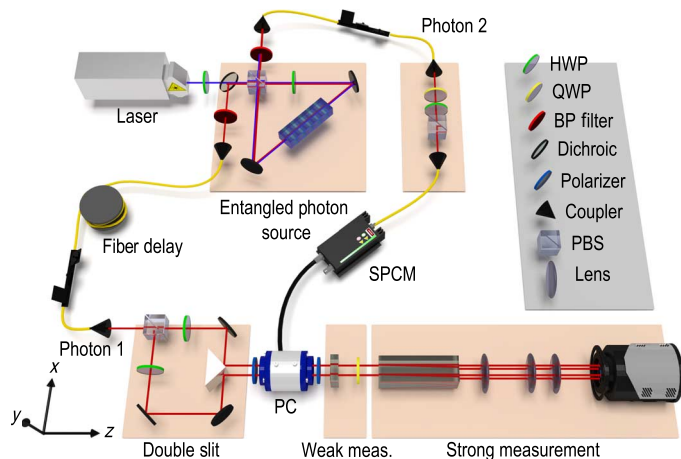 Photon 2
Laser
Entangled photon
source
Fiber delay
SPCM
HWP
QWP
BP filter
Dichroic
Polarizer
Coupler
PBS
Lens
Photon 1
x
y
z
Double slit
PC
Weak meas.
Strong measurement